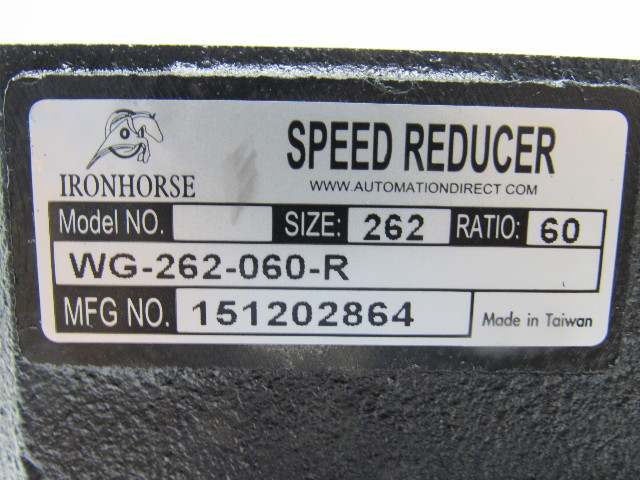 SPEED REDUCER
IRONHORSE
WWW.AUTOMATIONDIRECT.COM
Model NO. SIZE: 262 RATIO: 60
WG-262-060-R
MFG NO. 151202864 Made in Taiwan